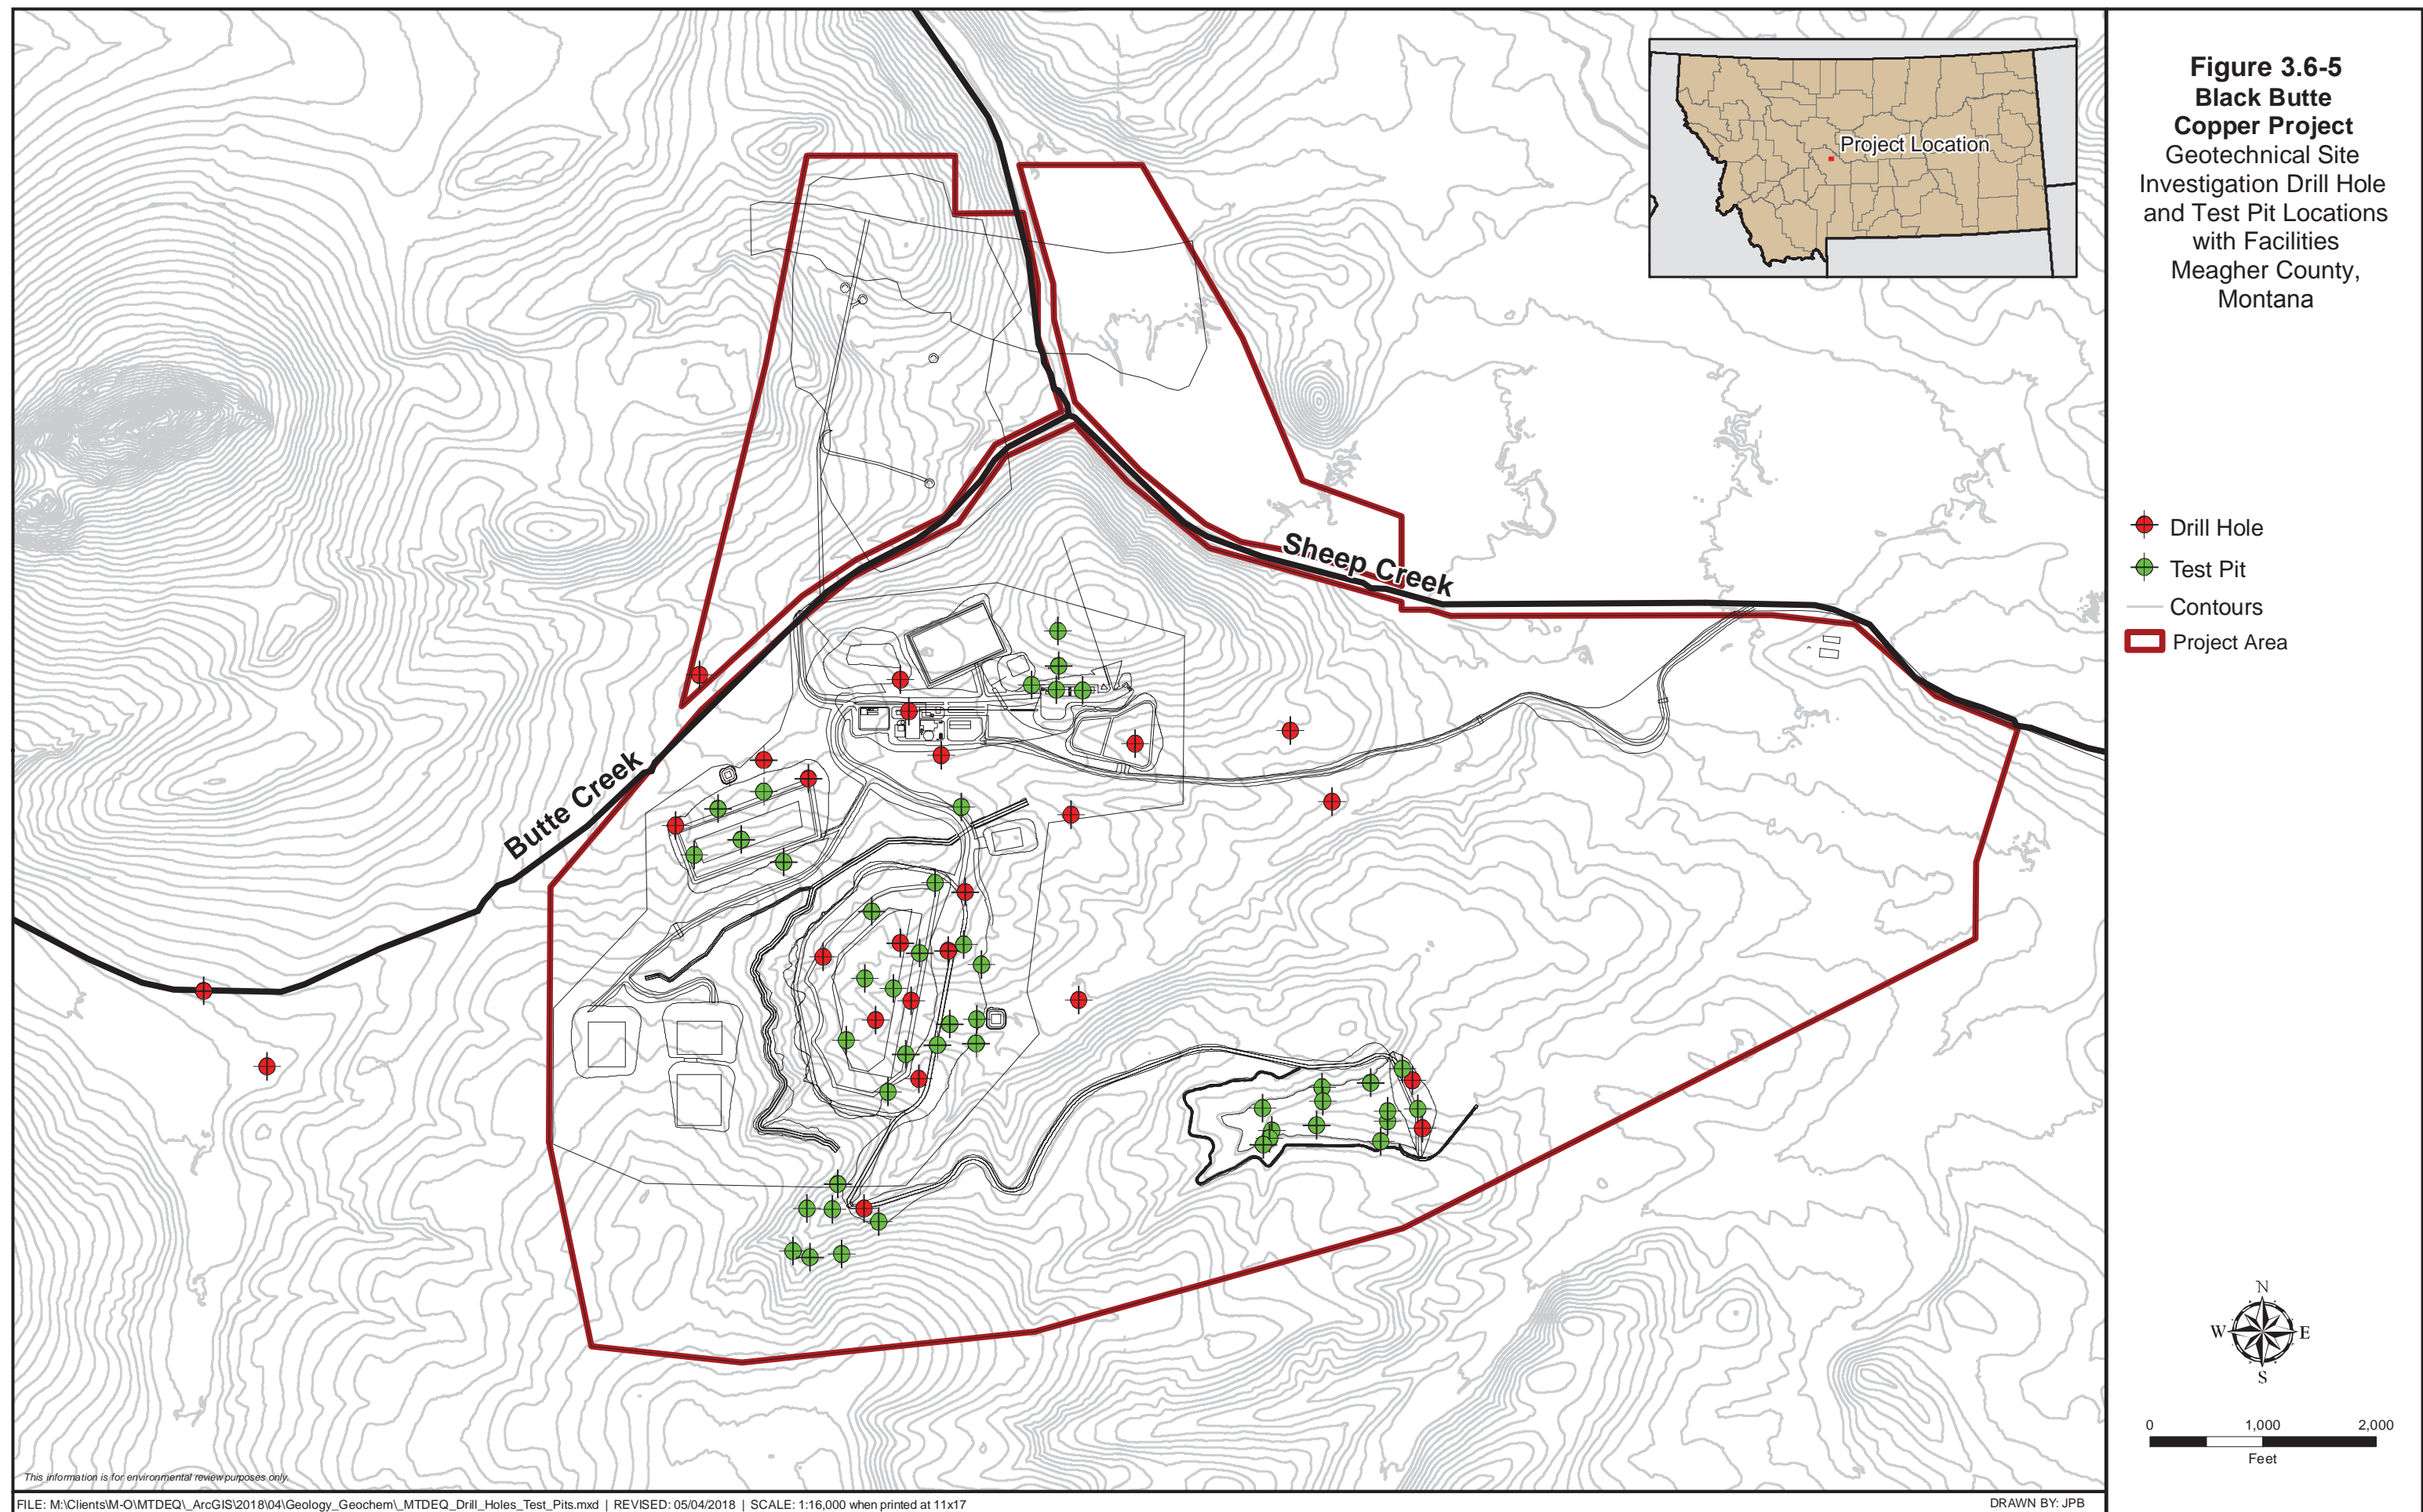 Figure 3.6-5
Black Butte
Copper Project
Geotechnical Site
Investigation Drill Hole
and Test Pit Locations
with Facilities
Meagher County,
Montana
Project Location
Drill Hole
Test Pit
Contours
Project Area
Sheep Creek
Butte Creek
N
W
E
S
0 1,000 2,000
Feet
This information is for environmental review purposes only.
FILE: M:\Clients\M-O\MTDEQ\_ArcGIS\2018\04\Geology_Geochem\_MTDEQ_Drill_Holes_Test_Pits.mxd | REVISED: 05/04/2018 | SCALE: 1:16,000 when printed at 11x17
DRAWN BY: JPB